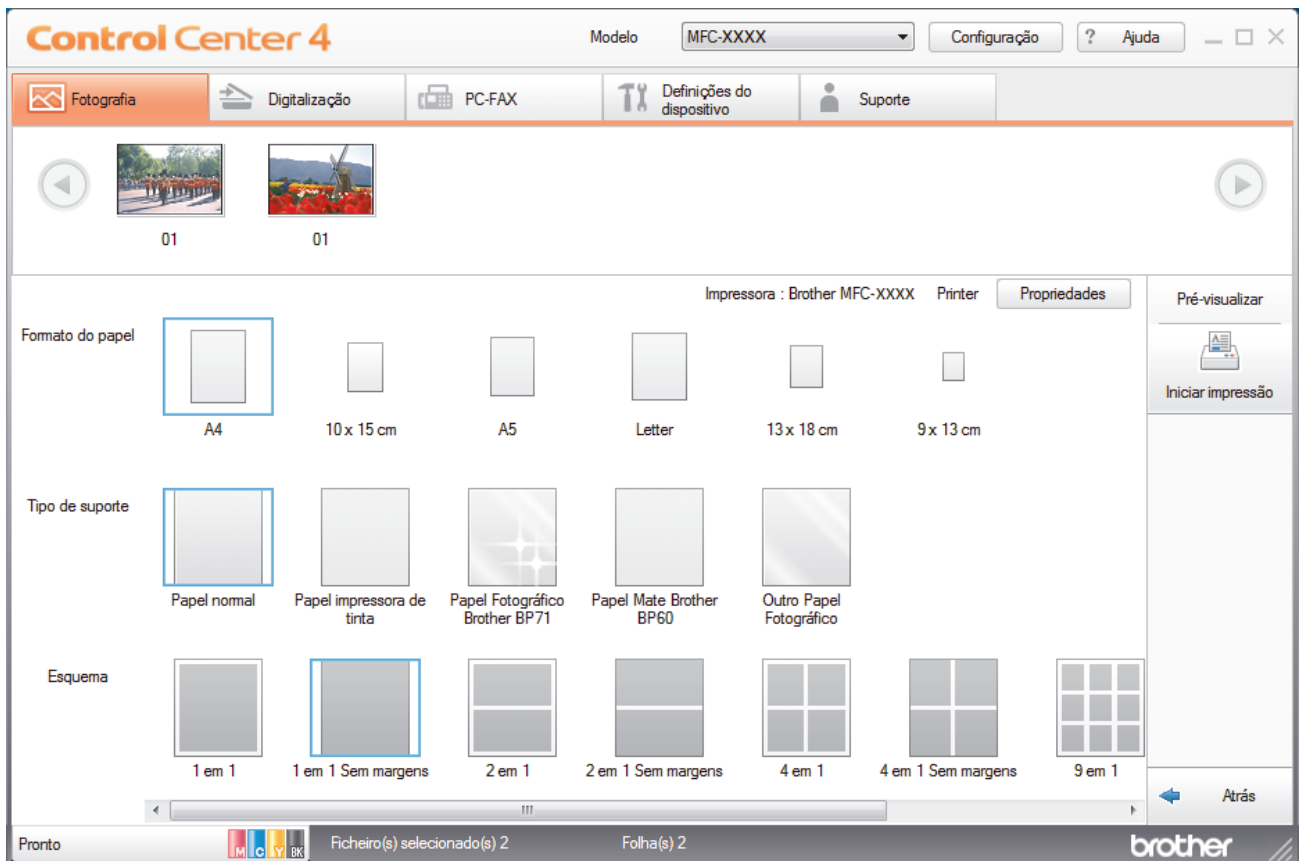 Control Center 4
Modelo
MFC-XXXX
Configuração
? Ajuda
Fotografia
Digitalização
PC-FAX
Definições do
dispositivo
Suporte
01
01
Impressora : Brother MFC-XXXX Printer
Propriedades
Pré-visualizar
Iniciar impressão
Formato do papel
A4
10 x 15 cm
A5
Letter
13 x 18 cm
9 x 13 cm
Tipo de suporte
Papel normal
Papel impressora de
tinta
Papel Fotográfico
Brother BP71
Papel Mate Brother
BP60
Outro Papel
Fotográfico
Esquema
1 em 1
1 em 1 Sem margens
2 em 1
2 em 1 Sem margens
4 em 1
4 em 1 Sem margens
9 em 1
Atrás
Pronto
M
C
Y
BK
Ficheiro(s) selecionado(s) 2
Folha(s) 2
brother